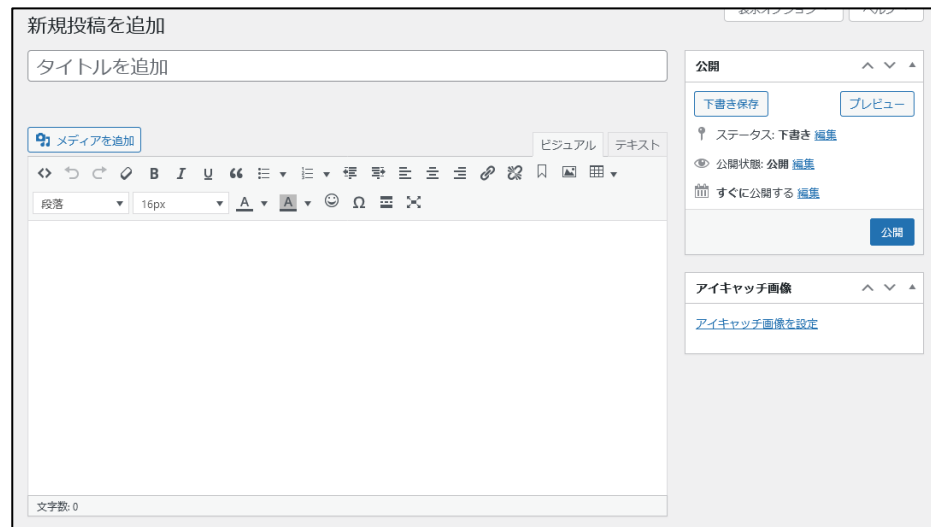 新規投稿を追加
タイトルを追加
メディアを追加
ビジュアル テキスト
B I U
段落 16px A A Ω
文字数: 0
公開
下書き保存 プレビュー
ステータス: 下書き 編集
公開状態: 公開 編集
すぐに公開する 編集
公開
アイキャッチ画像
アイキャッチ画像を設定